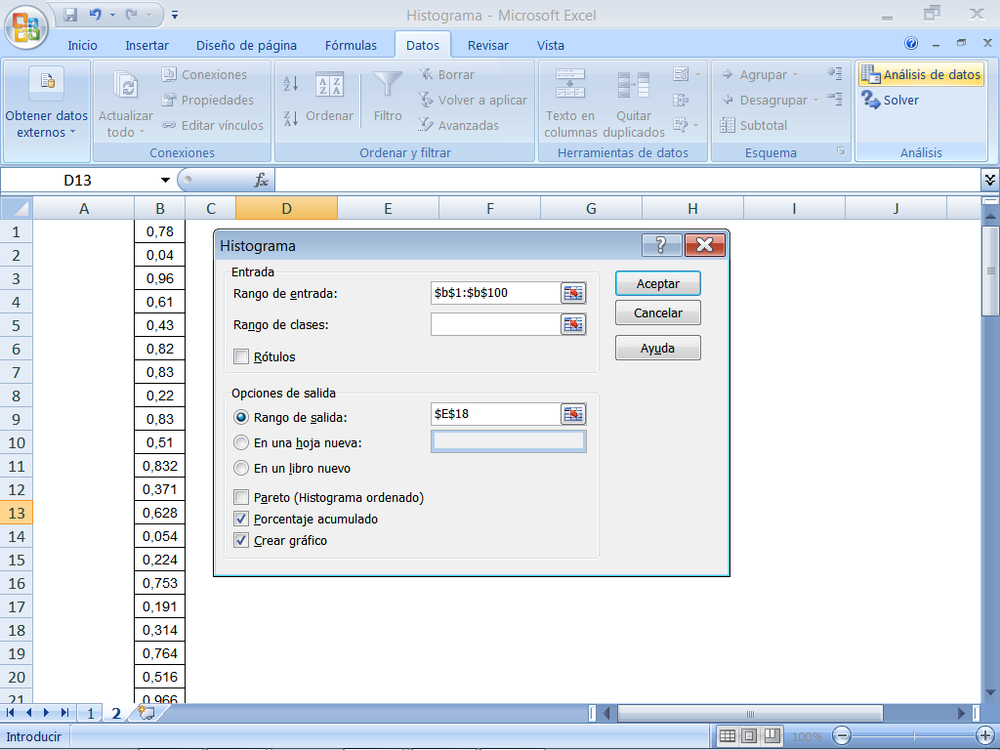 Histograma - Microsoft Excel
Inicio Insertar Diseño de página Fórmulas Datos Revisar Vista
Obtener datos externos
Actualizar todo
Conexiones
Propiedades
Editar vínculos
Conexiones
Ordenar
Filtro
Borrar
Volver a aplicar
Avanzadas
Ordenar y filtrar
Texto en columnas
Quitar duplicados
Herramientas de datos
Agrupar
Desagrupar
Subtotal
Esquema
Análisis de datos
Solver
Análisis
D13 fx
A B C D E F G H I J
1 0,78
2 0,04
3 0,96
4 0,61
5 0,43
6 0,82
7 0,83
8 0,22
9 0,83
10 0,51
11 0,832
12 0,371
13 0,628
14 0,054
15 0,224
16 0,753
17 0,191
18 0,314
19 0,764
20 0,516
21 0,966
Histograma
Entrada
Rango de entrada: $b$1:$b$100
Rango de clases:
Rótulos
Opciones de salida
Rango de salida: $E$18
En una hoja nueva:
En un libro nuevo
Pareto (Histograma ordenado)
Porcentaje acumulado
Crear gráfico
Aceptar
Cancelar
Ayuda
1 2
Introducir
100%